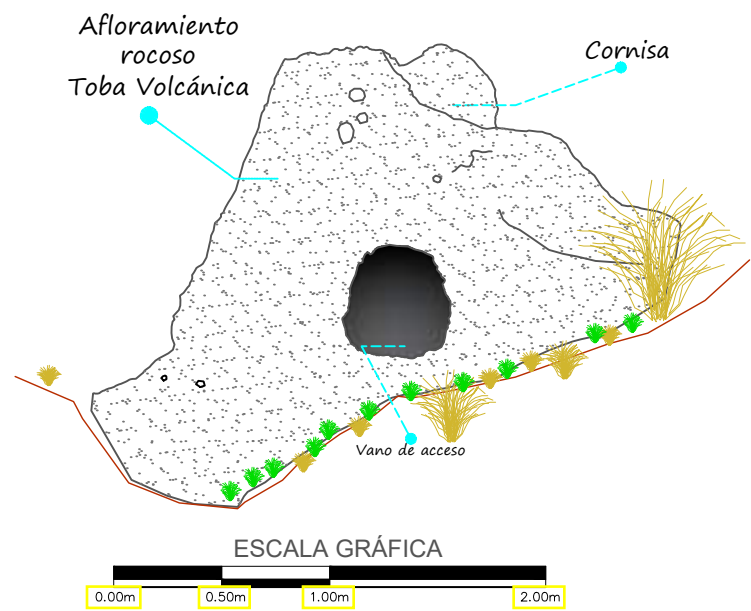 Afloramiento
rocoso
Toba Volcánica
Cornisa
Vano de acceso
ESCALA GRÁFICA
0.00m 0.50m 1.00m 2.00m